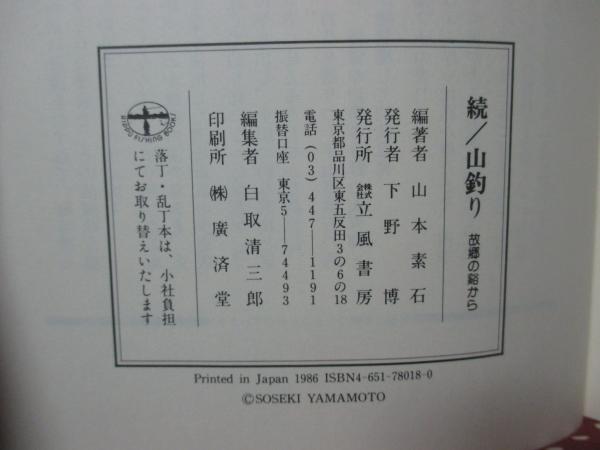 続/山釣り 故郷の谿から
編著者 山本素石
発行者 下野 博
発行所 株式会社 立風書房
東京都品川区東五反田3の6の18
電話 (03) 447―1191
振替口座 東京5―74493
編集者 白取清三郎
印刷所 ㈱ 廣済堂
落丁・乱丁本は、小社負担
にてお取り替えいたします
Printed in Japan 1986 ISBN4-651-78018-0
©SOSEKI YAMAMOTO